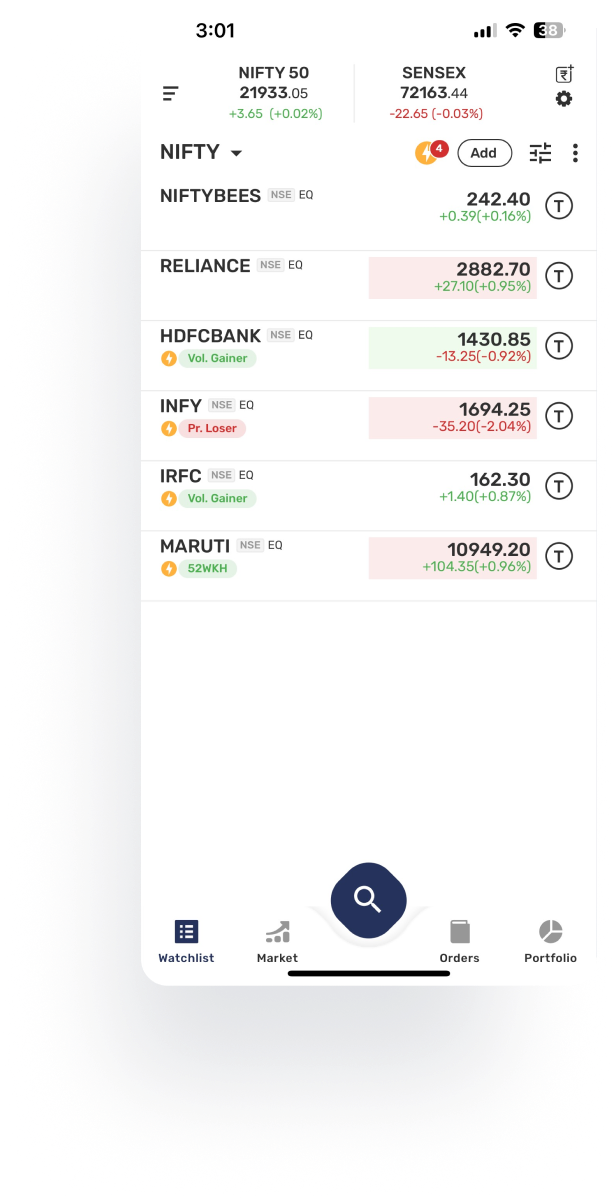 3:01
38
NIFTY 50 SENSEX
21933.05 72163.44
+3.65 (+0.02%) -22.65 (-0.03%)
NIFTY 4 Add
NIFTYBEES NSE EQ 242.40 T
+0.39(+0.16%)
RELIANCE NSE EQ 2882.70 T
+27.10(+0.95%)
HDFCBANK NSE EQ 1430.85 T
Vol. Gainer -13.25(-0.92%)
INFY NSE EQ 1694.25 T
Pr. Loser -35.20(-2.04%)
IRFC NSE EQ 162.30 T
Vol. Gainer +1.40(+0.87%)
MARUTI NSE EQ 10949.20 T
52WKH +104.35(+0.96%)
Watchlist Market Orders Portfolio